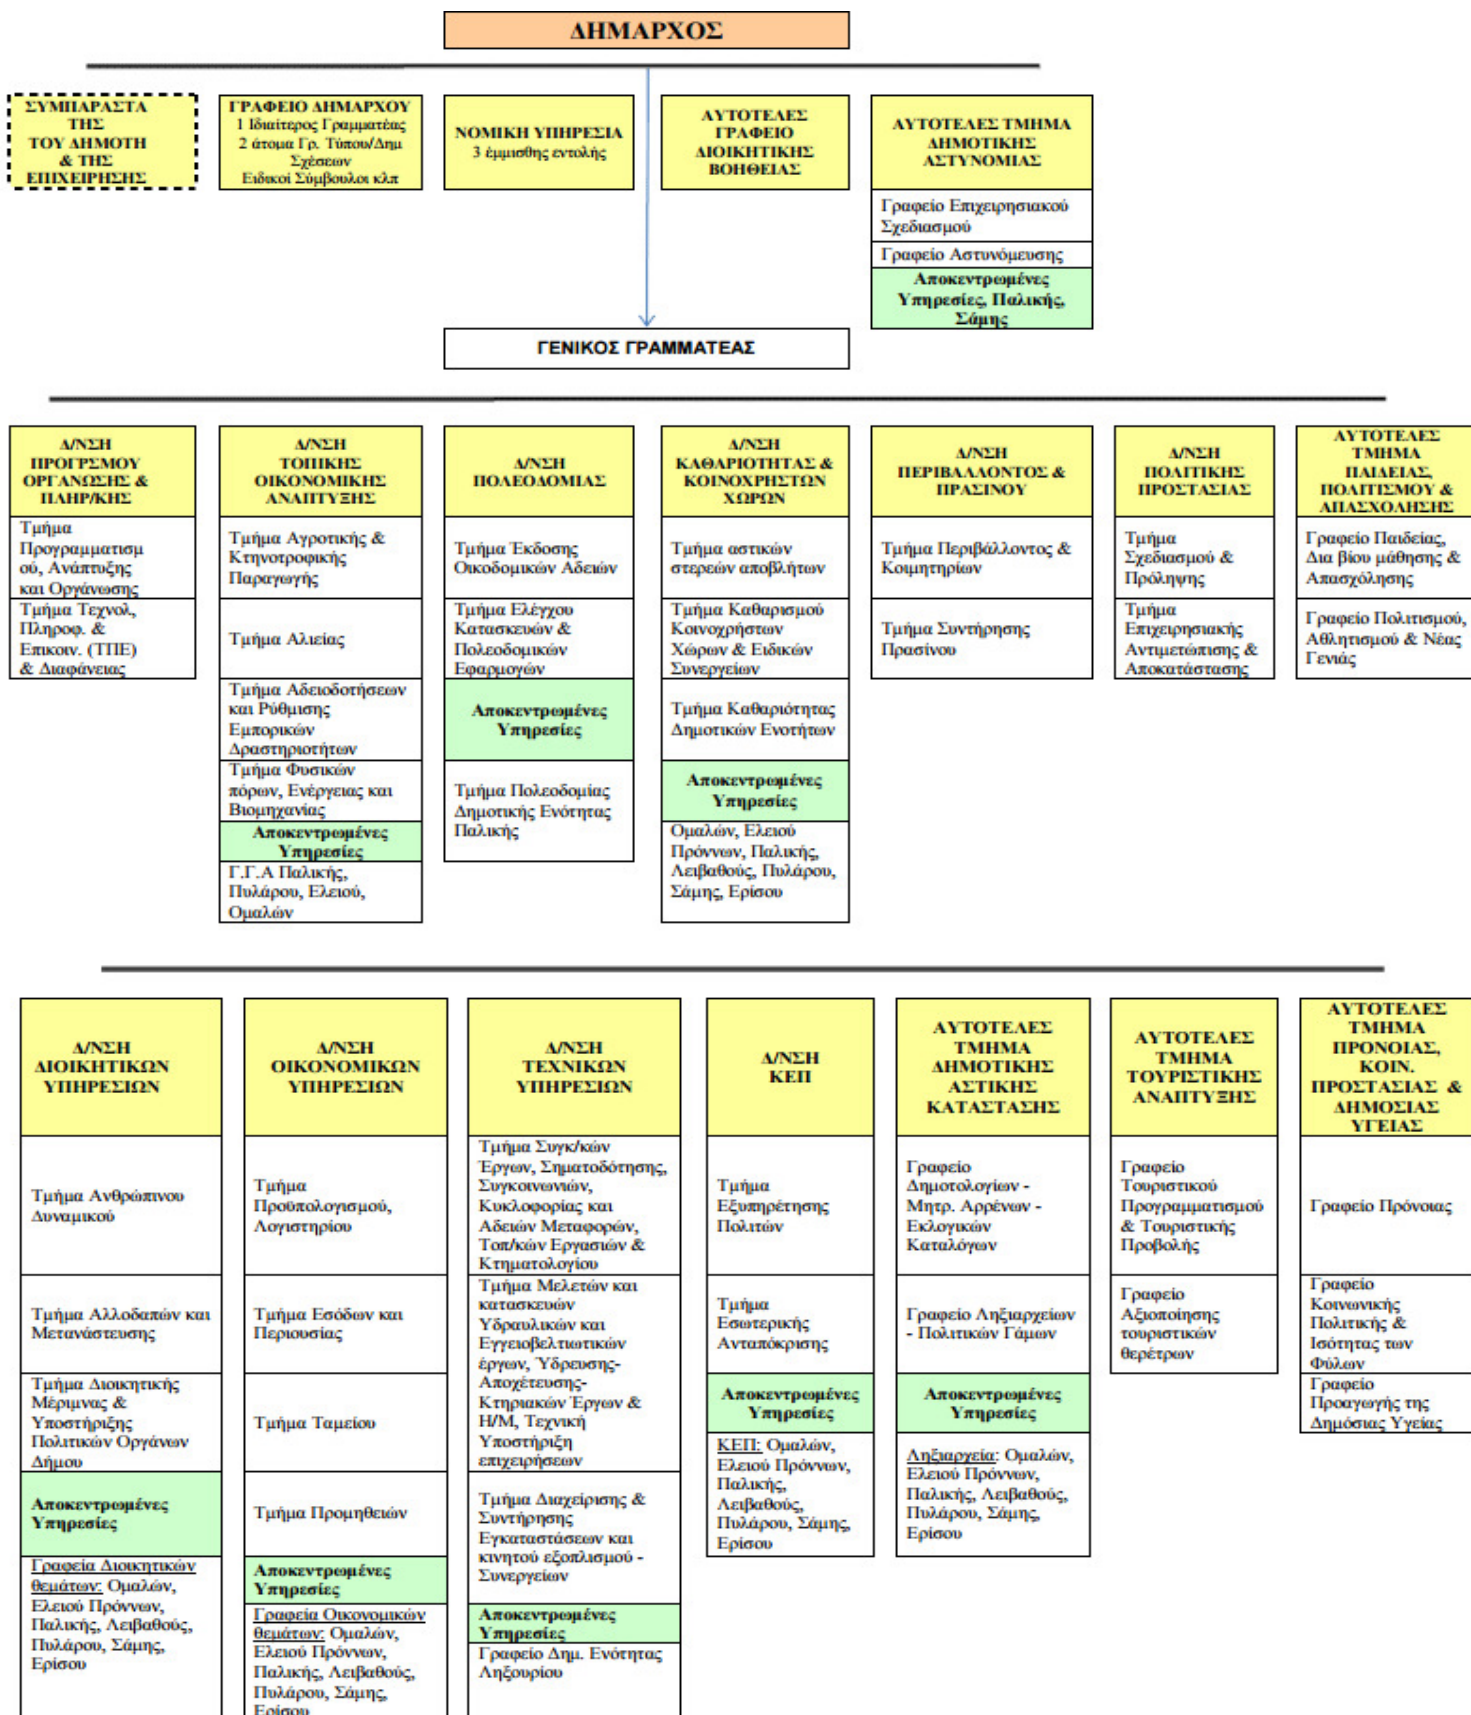 ΔΗΜΑΡΧΟΣ
ΣΥΜΠΑΡΑΣΤΑ
ΤΗΣ
ΤΟΥ ΔΗΜΟΤΗ
& ΤΗΣ
ΕΠΙΧΕΙΡΗΣΗΣ
ΓΡΑΦΕΙΟ ΔΗΜΑΡΧΟΥ
1 Ιδιαίτερος Γραμματέας
2 άτομα Γρ. Τύπου/Δημ
Σχέσεων
Ειδικοί Σύμβουλοι κλπ
ΝΟΜΙΚΗ ΥΠΗΡΕΣΙΑ
3 έμμισθης εντολής
ΑΥΤΟΤΕΛΕΣ
ΓΡΑΦΕΙΟ
ΔΙΟΙΚΗΤΙΚΗΣ
ΒΟΗΘΕΙΑΣ
ΑΥΤΟΤΕΛΕΣ ΤΜΗΜΑ
ΔΗΜΟΤΙΚΗΣ
ΑΣΤΥΝΟΜΙΑΣ
Γραφείο Επιχειρησιακού
Σχεδιασμού
Γραφείο Αστυνόμευσης
Αποκεντρωμένες
Υπηρεσίες, Παλικής,
Σάμης
ΓΕΝΙΚΟΣ ΓΡΑΜΜΑΤΕΑΣ
Δ/ΝΣΗ
ΠΡΟΓΡΣΜΟΥ
ΟΡΓΑΝΩΣΗΣ &
ΠΛΗΡ/ΚΗΣ
Τμήμα
Προγραμματισμ
ού, Ανάπτυξης
και Οργάνωσης
Τμήμα Τεχνολ,
Πληροφ. &
Επικοιν. (ΤΠΕ)
& Διαφάνειας
Δ/ΝΣΗ
ΤΟΠΙΚΗΣ
ΟΙΚΟΝΟΜΙΚΗΣ
ΑΝΑΠΤΥΞΗΣ
Τμήμα Αγροτικής &
Κτηνοτροφικής
Παραγωγής
Τμήμα Αλιείας
Τμήμα Αδειοδοτήσεων
και Ρύθμισης
Εμπορικών
Δραστηριοτήτων
Τμήμα Φυσικών
πόρων, Ενέργειας και
Βιομηχανίας
Αποκεντρωμένες
Υπηρεσίες
Γ.Γ.Α Παλικής,
Πυλάρου, Ελειού,
Ομαλών
Δ/ΝΣΗ
ΠΟΛΕΟΔΟΜΙΑΣ
Τμήμα Έκδοσης
Οικοδομικών Αδειών
Τμήμα Ελέγχου
Κατασκευών &
Πολεοδομικών
Εφαρμογών
Αποκεντρωμένες
Υπηρεσίες
Τμήμα Πολεοδομίας
Δημοτικής Ενότητας
Παλικής
Δ/ΝΣΗ
ΚΑΘΑΡΙΟΤΗΤΑΣ &
ΚΟΙΝΟΧΡΗΣΤΩΝ
ΧΩΡΩΝ
Τμήμα αστικών
στερεών αποβλήτων
Τμήμα Καθαρισμού
Κοινοχρήστων
Χώρων & Ειδικών
Συνεργείων
Τμήμα Καθαριότητας
Δημοτικών Ενοτήτων
Αποκεντρωμένες
Υπηρεσίες
Ομαλών, Ελειού
Πρόννων, Παλικής,
Λειβαθούς, Πυλάρου,
Σάμης, Ερίσου
Δ/ΝΣΗ
ΠΕΡΙΒΑΛΛΟΝΤΟΣ &
ΠΡΑΣΙΝΟΥ
Τμήμα Περιβάλλοντος &
Κοιμητηρίων
Τμήμα Συντήρησης
Πρασίνου
Δ/ΝΣΗ
ΠΟΛΙΤΙΚΗΣ
ΠΡΟΣΤΑΣΙΑΣ
Τμήμα
Σχεδιασμού &
Πρόληψης
Τμήμα
Επιχειρησιακής
Αντιμετώπισης &
Αποκατάστασης
ΑΥΤΟΤΕΛΕΣ
ΤΜΗΜΑ
ΠΑΙΔΕΙΑΣ,
ΠΟΛΙΤΙΣΜΟΥ &
ΑΠΑΣΧΟΛΗΣΗΣ
Γραφείο Παιδείας,
Δια βίου μάθησης &
Απασχόλησης
Γραφείο Πολιτισμού,
Αθλητισμού & Νέας
Γενιάς
Δ/ΝΣΗ
ΔΙΟΙΚΗΤΙΚΩΝ
ΥΠΗΡΕΣΙΩΝ
Τμήμα Ανθρώπινου
Δυναμικού
Τμήμα Αλλοδαπών και
Μετανάστευσης
Τμήμα Διοικητικής
Μέριμνας &
Υποστήριξης
Πολιτικών Οργάνων
Δήμου
Αποκεντρωμένες
Υπηρεσίες
Γραφεία Διοικητικών
θεμάτων: Ομαλών,
Ελειού Πρόννων,
Παλικής, Λειβαθούς,
Πυλάρου, Σάμης,
Ερίσου
Δ/ΝΣΗ
ΟΙΚΟΝΟΜΙΚΩΝ
ΥΠΗΡΕΣΙΩΝ
Τμήμα
Προϋπολογισμού,
Λογιστηρίου
Τμήμα Εσόδων και
Περιουσίας
Τμήμα Ταμείου
Τμήμα Προμηθειών
Αποκεντρωμένες
Υπηρεσίες
Γραφεία Οικονομικών
θεμάτων: Ομαλών,
Ελειού Πρόννων,
Παλικής, Λειβαθούς,
Πυλάρου, Σάμης,
Ερίσου
Δ/ΝΣΗ
ΤΕΧΝΙΚΩΝ
ΥΠΗΡΕΣΙΩΝ
Τμήμα Συγκ/κών
Έργων, Σηματοδότησης,
Συγκοινωνιών,
Κυκλοφορίας και
Αδειών Μεταφορών,
Τοπ/κών Εργασιών &
Κτηματολογίου
Τμήμα Μελετών και
κατασκευών
Υδραυλικών και
Εγγειοβελτιωτικών
έργων, Ύδρευσης-
Αποχέτευσης-
Κτηριακών Έργων &
Η/Μ, Τεχνική
Υποστήριξη
επιχειρήσεων
Τμήμα Διαχείρισης &
Συντήρησης
Εγκαταστάσεων και
κινητού εξοπλισμού -
Συνεργείων
Αποκεντρωμένες
Υπηρεσίες
Γραφείο Δημ. Ενότητας
Ληξουρίου
Δ/ΝΣΗ
ΚΕΠ
Τμήμα
Εξυπηρέτησης
Πολιτών
Τμήμα
Εσωτερικής
Ανταπόκρισης
Αποκεντρωμένες
Υπηρεσίες
ΚΕΠ: Ομαλών,
Ελειού Πρόννων,
Παλικής,
Λειβαθούς,
Πυλάρου, Σάμης,
Ερίσου
ΑΥΤΟΤΕΛΕΣ
ΤΜΗΜΑ
ΔΗΜΟΤΙΚΗΣ
ΑΣΤΙΚΗΣ
ΚΑΤΑΣΤΑΣΗΣ
Γραφείο
Δημοτολογίων -
Μητρ. Αρρένων -
Εκλογικών
Καταλόγων
Γραφείο Ληξιαρχείων
- Πολιτικών Γάμων
Αποκεντρωμένες
Υπηρεσίες
Ληξιαρχεία: Ομαλών,
Ελειού Πρόννων,
Παλικής, Λειβαθούς,
Πυλάρου, Σάμης,
Ερίσου
ΑΥΤΟΤΕΛΕΣ
ΤΜΗΜΑ
ΤΟΥΡΙΣΤΙΚΗΣ
ΑΝΑΠΤΥΞΗΣ
Γραφείο
Τουριστικού
Προγραμματισμού
& Τουριστικής
Προβολής
Γραφείο
Αξιοποίησης
τουριστικών
θερέτρων
ΑΥΤΟΤΕΛΕΣ
ΤΜΗΜΑ
ΠΡΟΝΟΙΑΣ,
ΚΟΙΝ.
ΠΡΟΣΤΑΣΙΑΣ &
ΔΗΜΟΣΙΑΣ
ΥΓΕΙΑΣ
Γραφείο Πρόνοιας
Γραφείο
Κοινωνικής
Πολιτικής &
Ισότητας των
Φύλων
Γραφείο
Προαγωγής της
Δημόσιας Υγείας